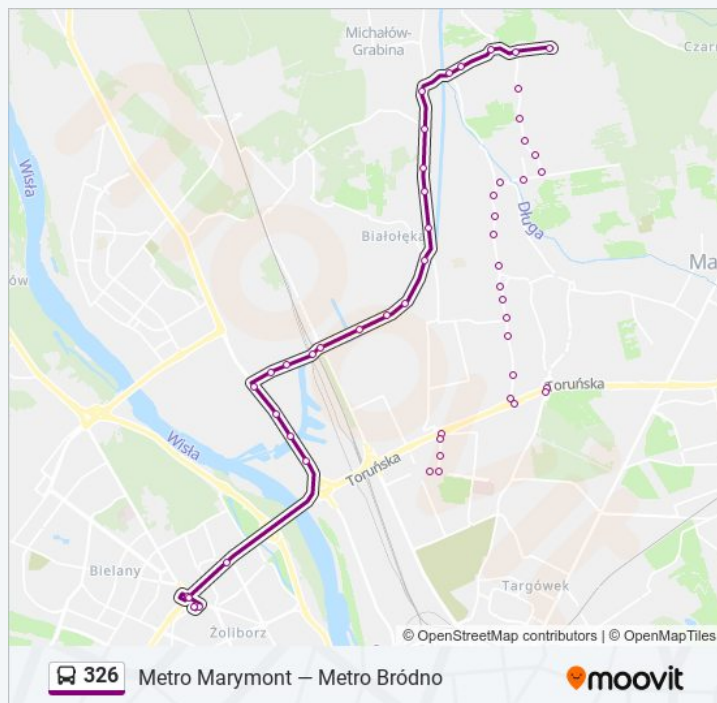 Michałów-
Grabina
Czar
Wisła
Długa
Białołęka
Ma
ów
Toruńska
Wisła
Toruńska
Bielany
Targówek
Żoliborz
© OpenStreetMap contributors | © OpenMapTiles
326 Metro Marymont — Metro Bródno
moovit